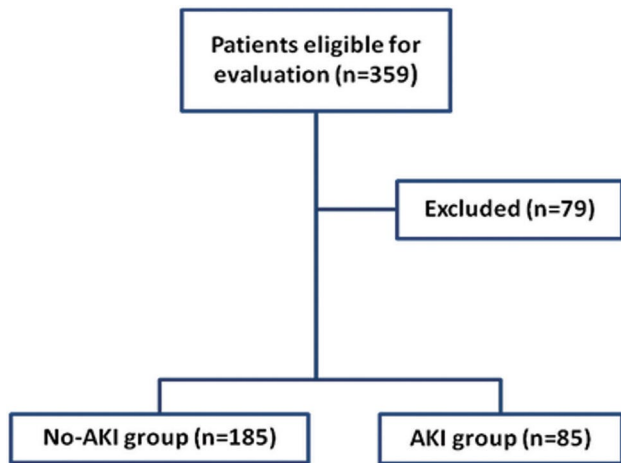 Patients eligible for
evaluation (n=359)
Excluded (n=79)
No-AKI group (n=185)
AKI group (n=85)